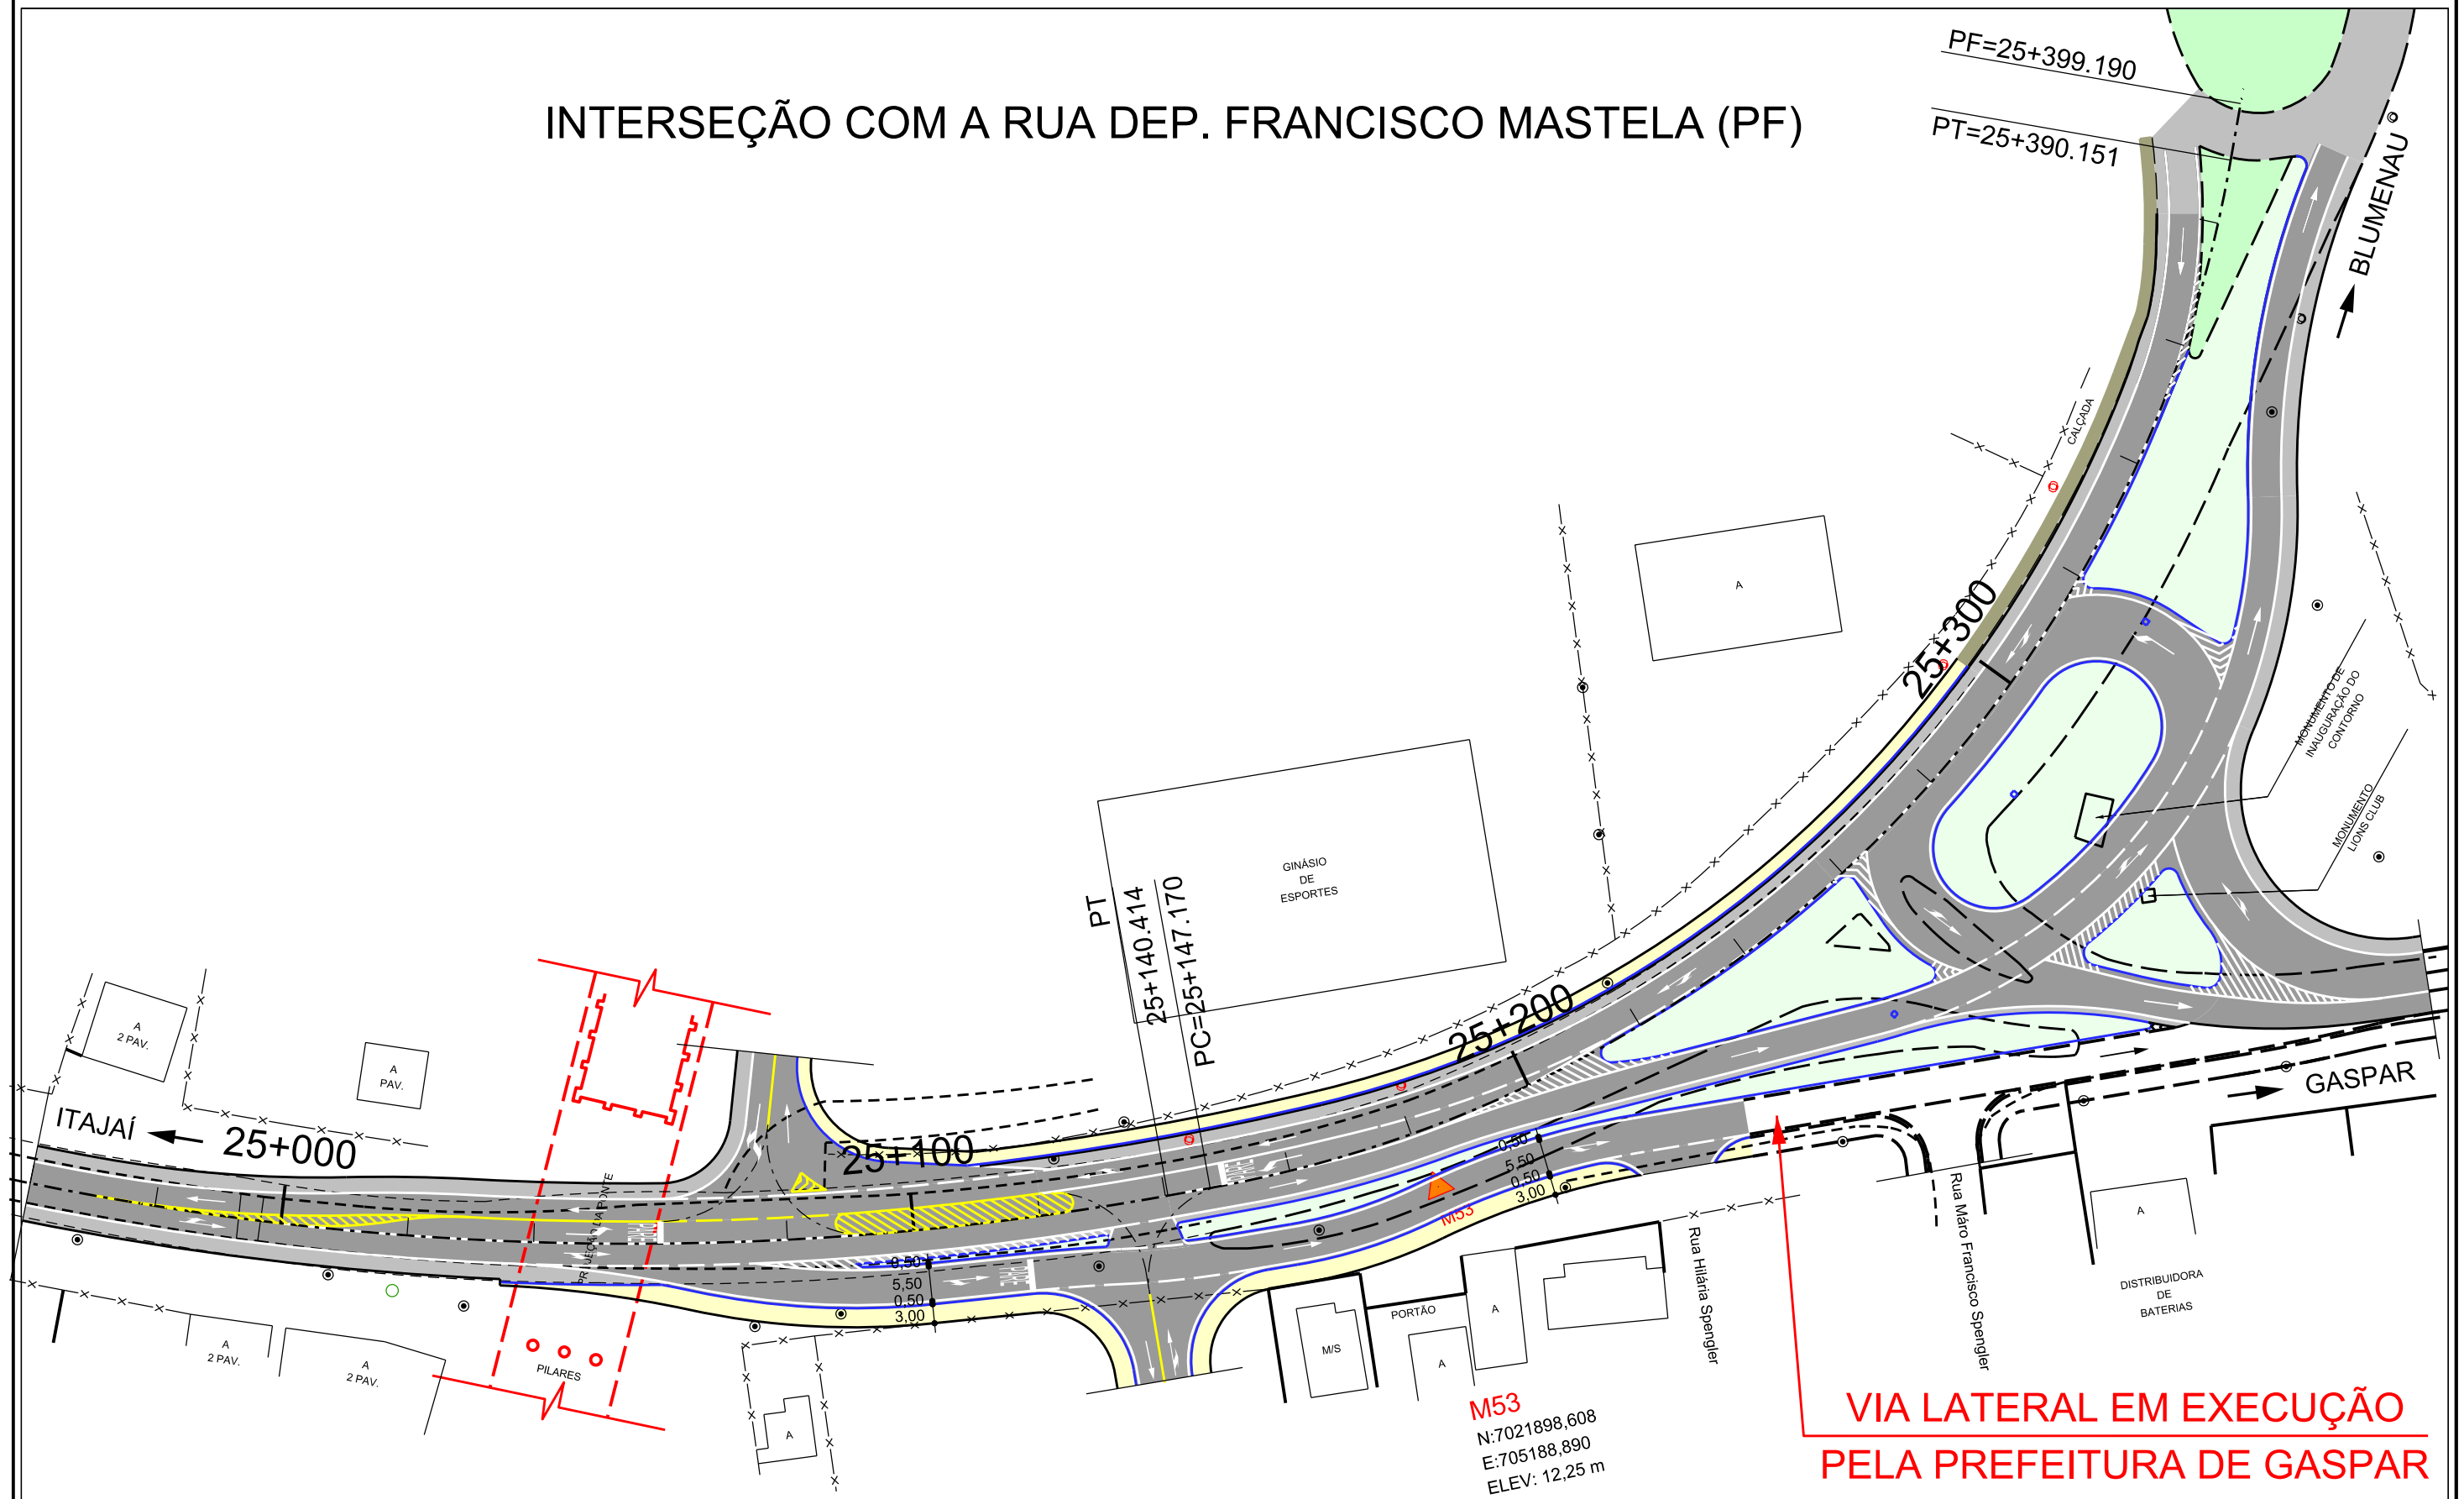 INTERSEÇÃO COM A RUA DEP. FRANCISCO MASTELA (PF)
PF=25+399.190
PT=25+390.151
BLUMENAU
CALÇADA
A
25+300
MONUMENTO DE
INAUGURAÇÃO DO
CONTORNO
MONUMENTO
LIONS CLUB
GINÁSIO
DE
ESPORTES
PT
25+140.414
PC=25+147.170
25+200
A
2 PAV.
A
PAV.
ITAJAÍ
25+000
25+100
PARE
PARE
GASPAR
0,50
5,50
0,50
3,00
M53
8,50
5,50
0,50
3,00
PILARES
A
2 PAV.
A
2 PAV.
A
M/S
PORTÃO
A
A
Rua Hilária Spengler
Rua Máro Francisco Spengler
A
DISTRIBUIDORA
DE
BATERIAS
M53
N:7021898,608
E:705188,890
ELEV: 12,25 m
VIA LATERAL EM EXECUÇÃO
PELA PREFEITURA DE GASPAR